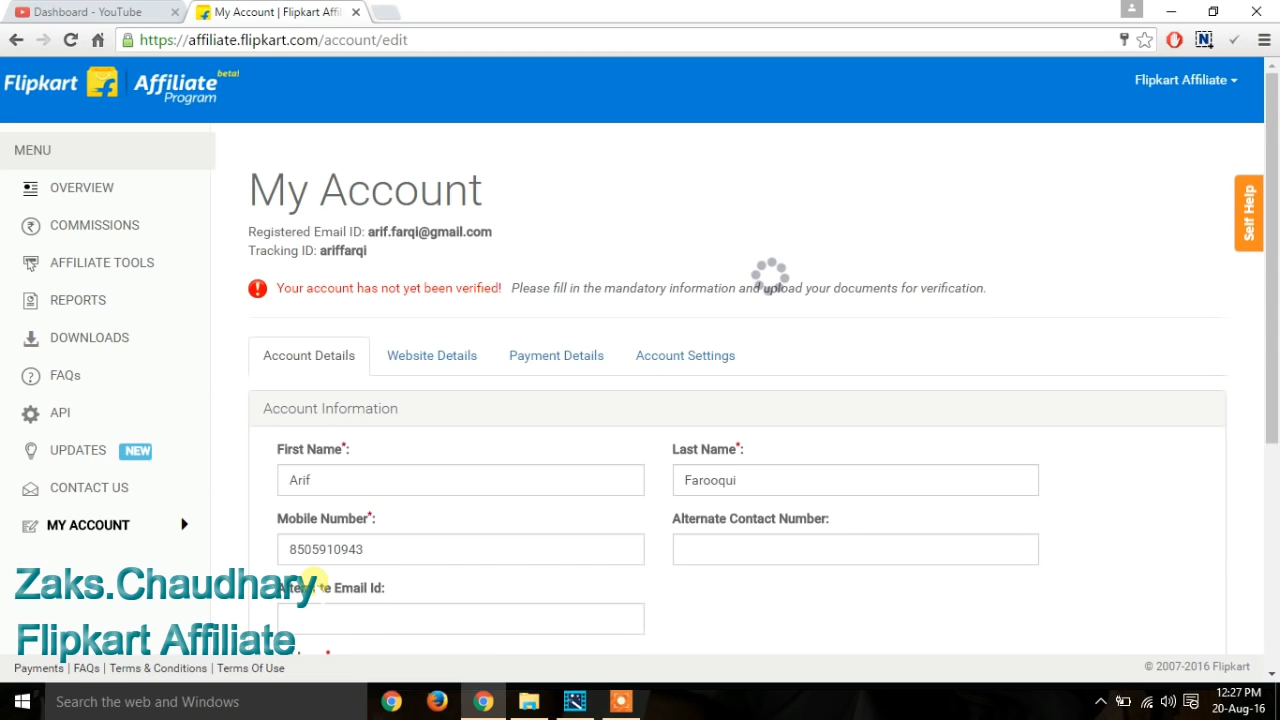 Dashboard - YouTube
My Account | Flipkart Affi
https://affiliate.flipkart.com/account/edit
Flipkart Affiliate Program beta!
Flipkart Affiliate
MENU
OVERVIEW
COMMISSIONS
AFFILIATE TOOLS
REPORTS
DOWNLOADS
FAQs
API
UPDATES NEW
CONTACT US
MY ACCOUNT
Self Help
My Account
Registered Email ID: arif.farqi@gmail.com
Tracking ID: ariffarqi
Your account has not yet been verified! Please fill in the mandatory information and upload your documents for verification.
Account Details Website Details Payment Details Account Settings
Account Information
First Name*: Last Name*:
Arif Farooqui
Mobile Number*: Alternate Contact Number:
8505910943
Alternate Email Id:
Zaks.Chaudhary
Flipkart Affiliate
Payments | FAQs | Terms & Conditions | Terms Of Use
© 2007-2016 Flipkart
Search the web and Windows
12:27 PM
20-Aug-16